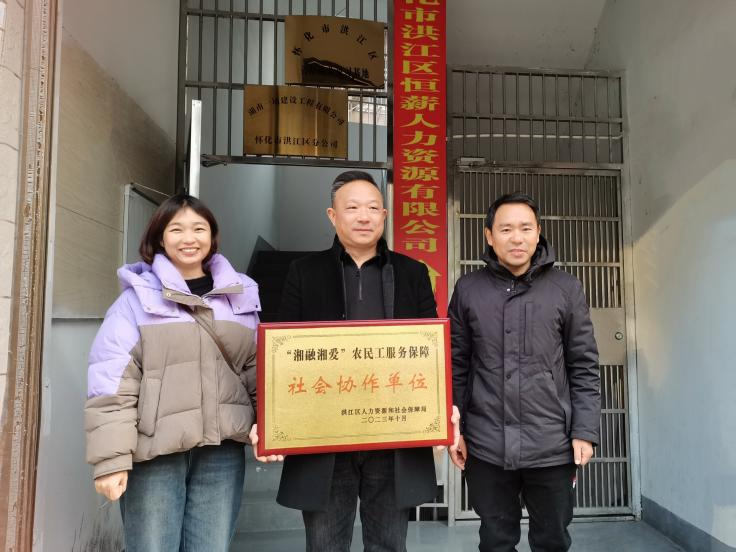 怀化市洪江区
基地
建设工程有限公司
怀化市洪江区分公司
化市洪江区恒薪人力资源有限公司
“湘融湘爱”农民工服务保障
社会协作单位
洪江区人力资源和社会保障局
二〇二三年十月